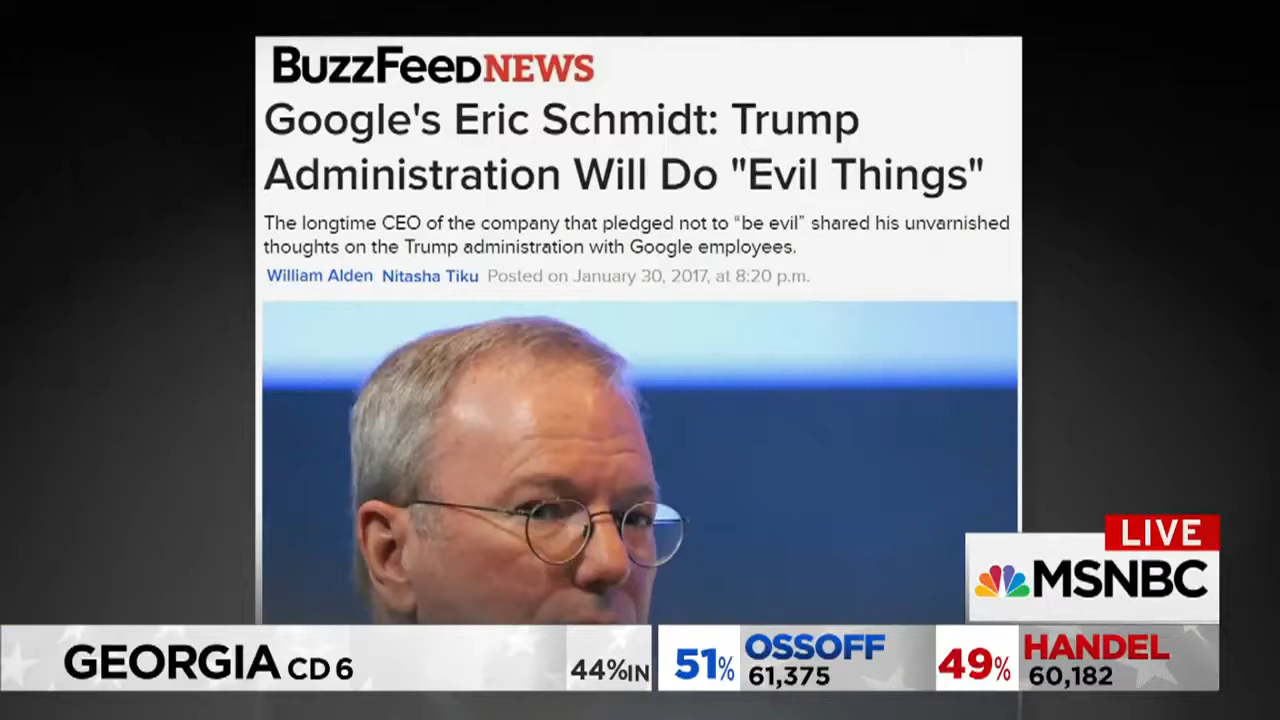 BUZZFEED NEWS
Google's Eric Schmidt: Trump
Administration Will Do "Evil Things"
The longtime CEO of the company that pledged not to “be evil” shared his unvarnished
thoughts on the Trump administration with Google employees.
William Alden Nitasha Tiku Posted on January 30, 2017, at 8:20 p.m.
LIVE
MSNBC
GEORGIA CD 6 44% IN 51% OSSOFF 61,375 49% HANDEL 60,182